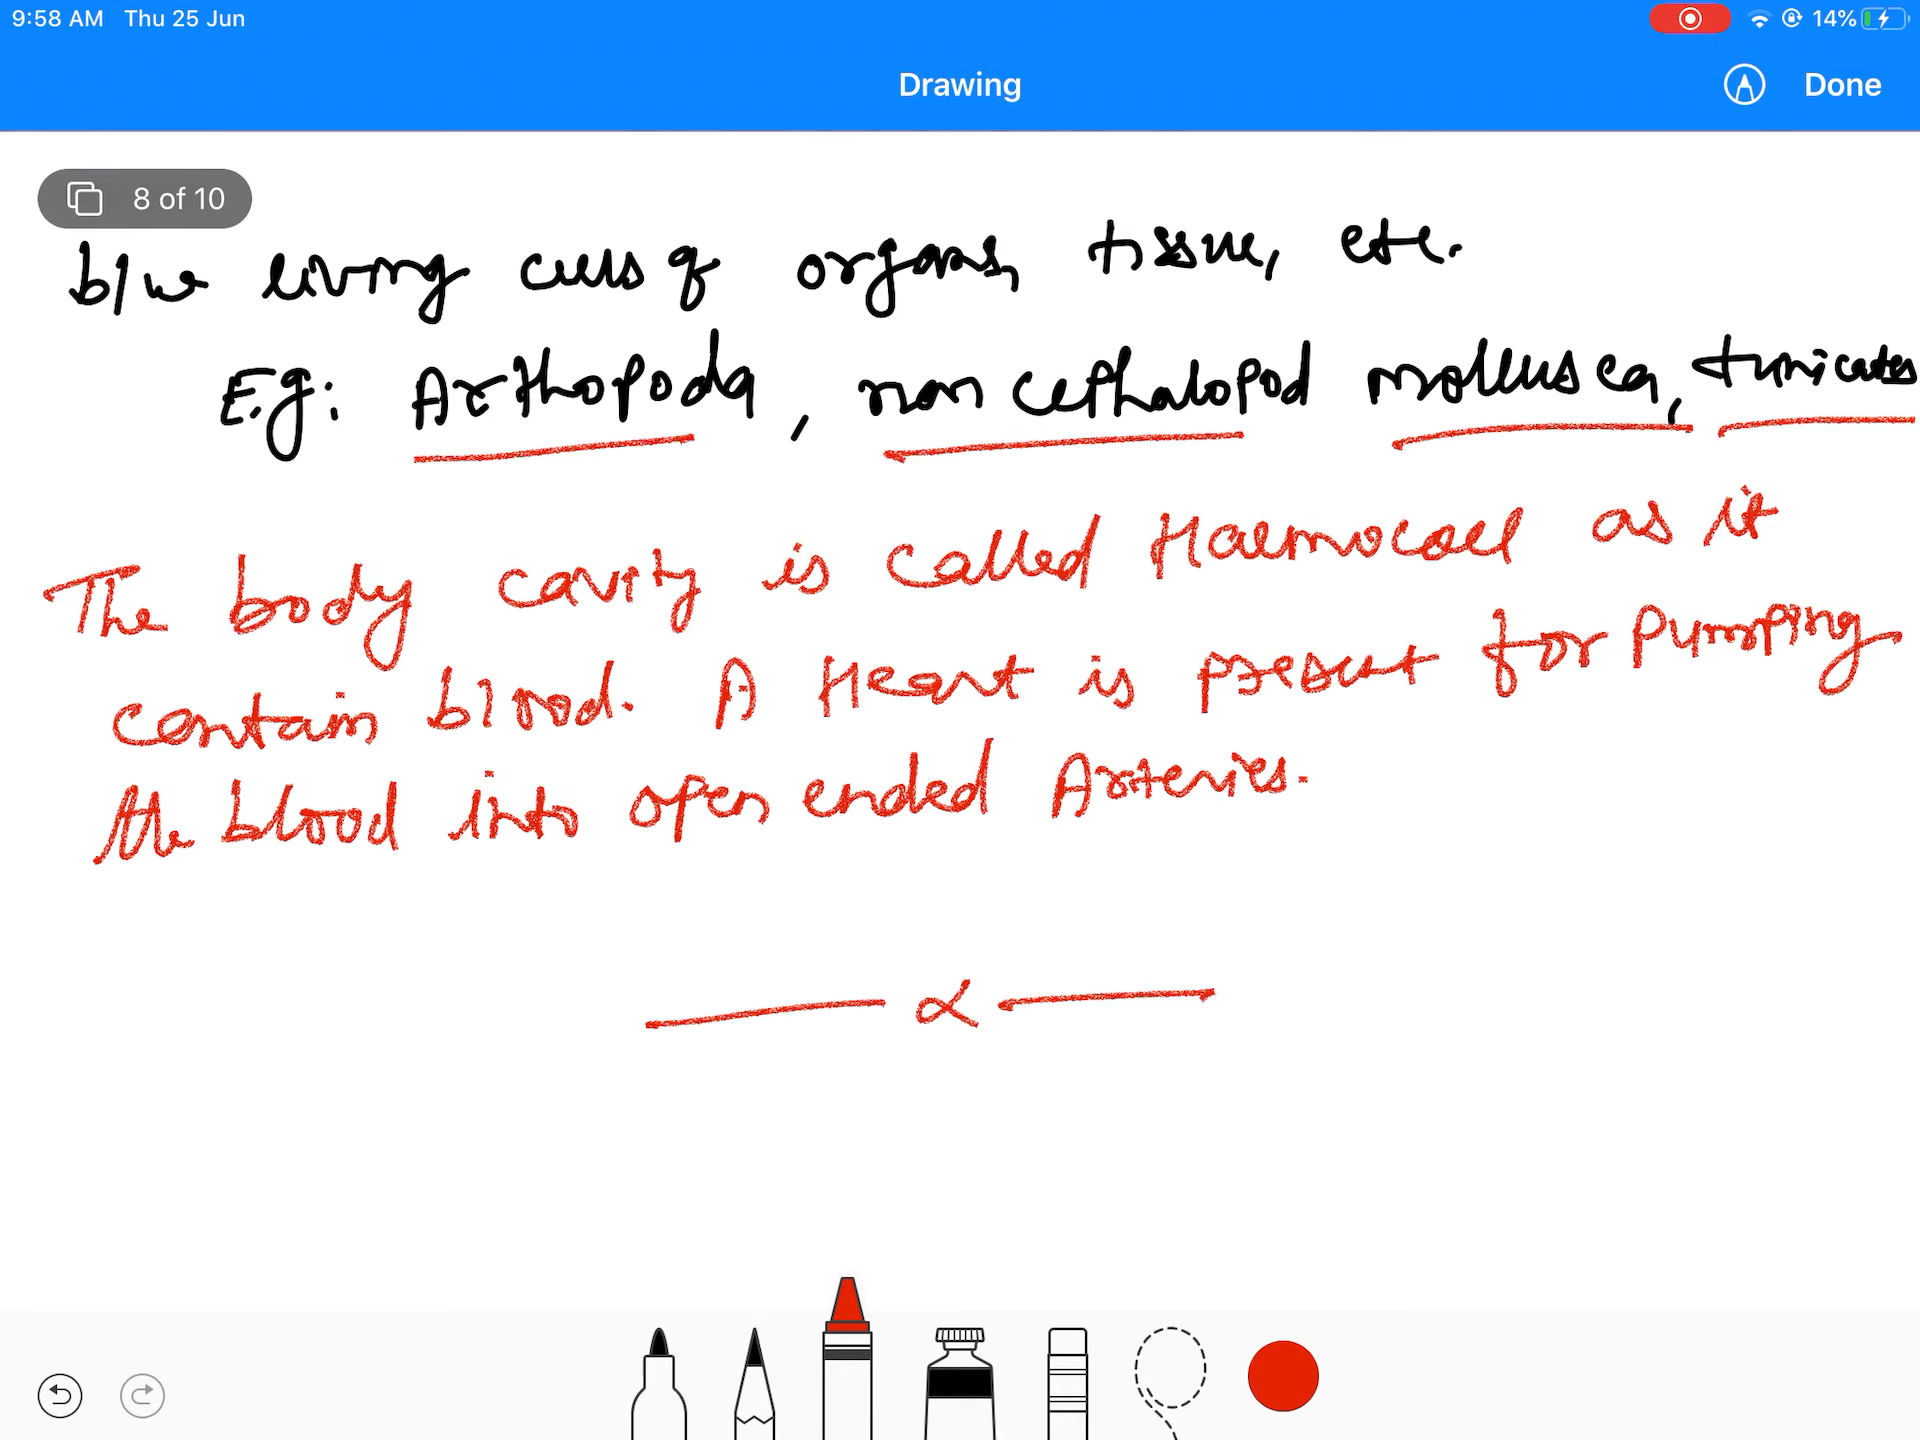 9:58 AM Thu 25 Jun 14%
Drawing Done
8 of 10
b/w living cells of organs, tissue, etc.
E.g: Arthopoda, non cephalopod mollusca, tunicates
The body cavity is called Haemocoel as it
contain blood. A Heart is present for Pumping
the blood into open ended Arteries.